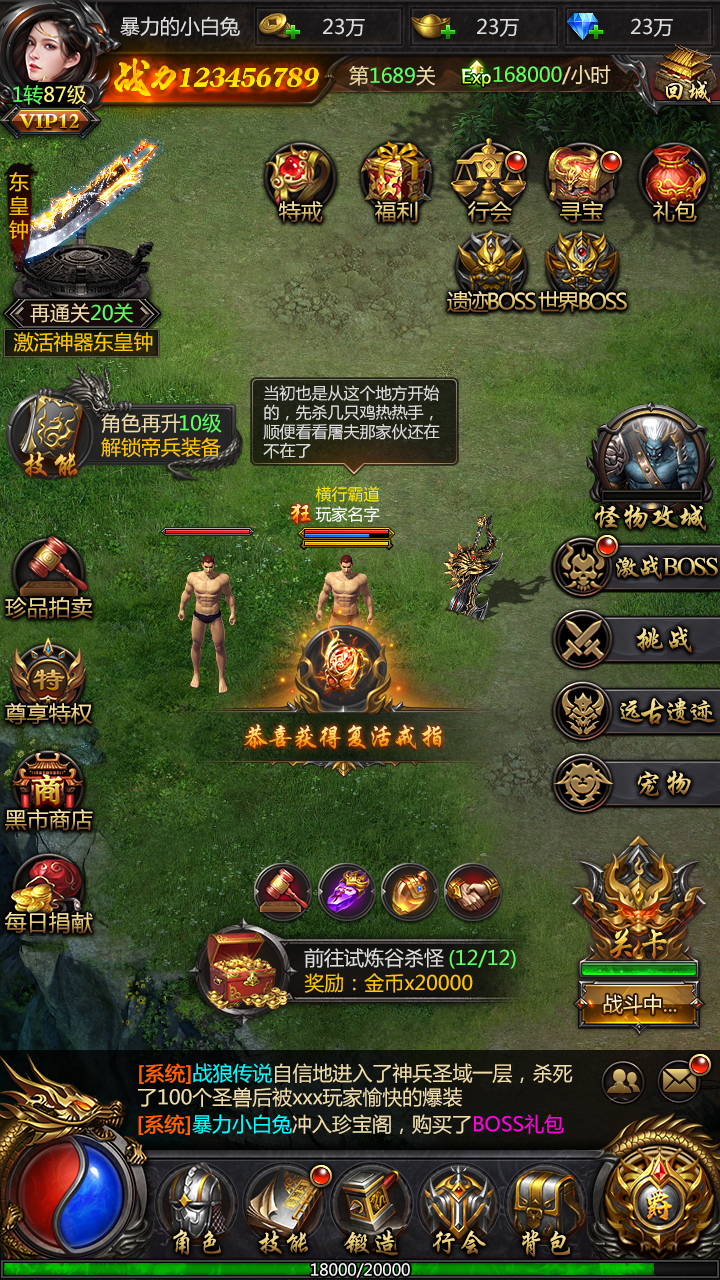 暴力的小白兔
23万
23万
23万
1转87级
战力123456789
第1689关
Exp168000/小时
回城
VIP12
东皇钟
特戒
福利
行会
寻宝
礼包
遗迹BOSS
世界BOSS
再通关20关
激活神器东皇钟
当初也是从这个地方开始
的，先杀几只鸡热热手，
顺便看看屠夫那家伙还在
不在了
角色再升10级
解锁帝兵装备
技能
横行霸道
狂 玩家名字
怪物攻城
激战BOSS
珍品拍卖
挑战
特
尊享特权
远古遗迹
恭喜获得复活戒指
宠物
商
黑市商店
每日捐献
关卡
前往试炼谷杀怪 (12/12)
奖励：金币x20000
战斗中...
[系统]战狼传说自信地进入了神兵圣域一层，杀死
了100个圣兽后被xxx玩家愉快的爆装
[系统]暴力小白兔冲入珍宝阁，购买了BOSS礼包
爵
角色
技能
锻造
行会
背包
18000/20000